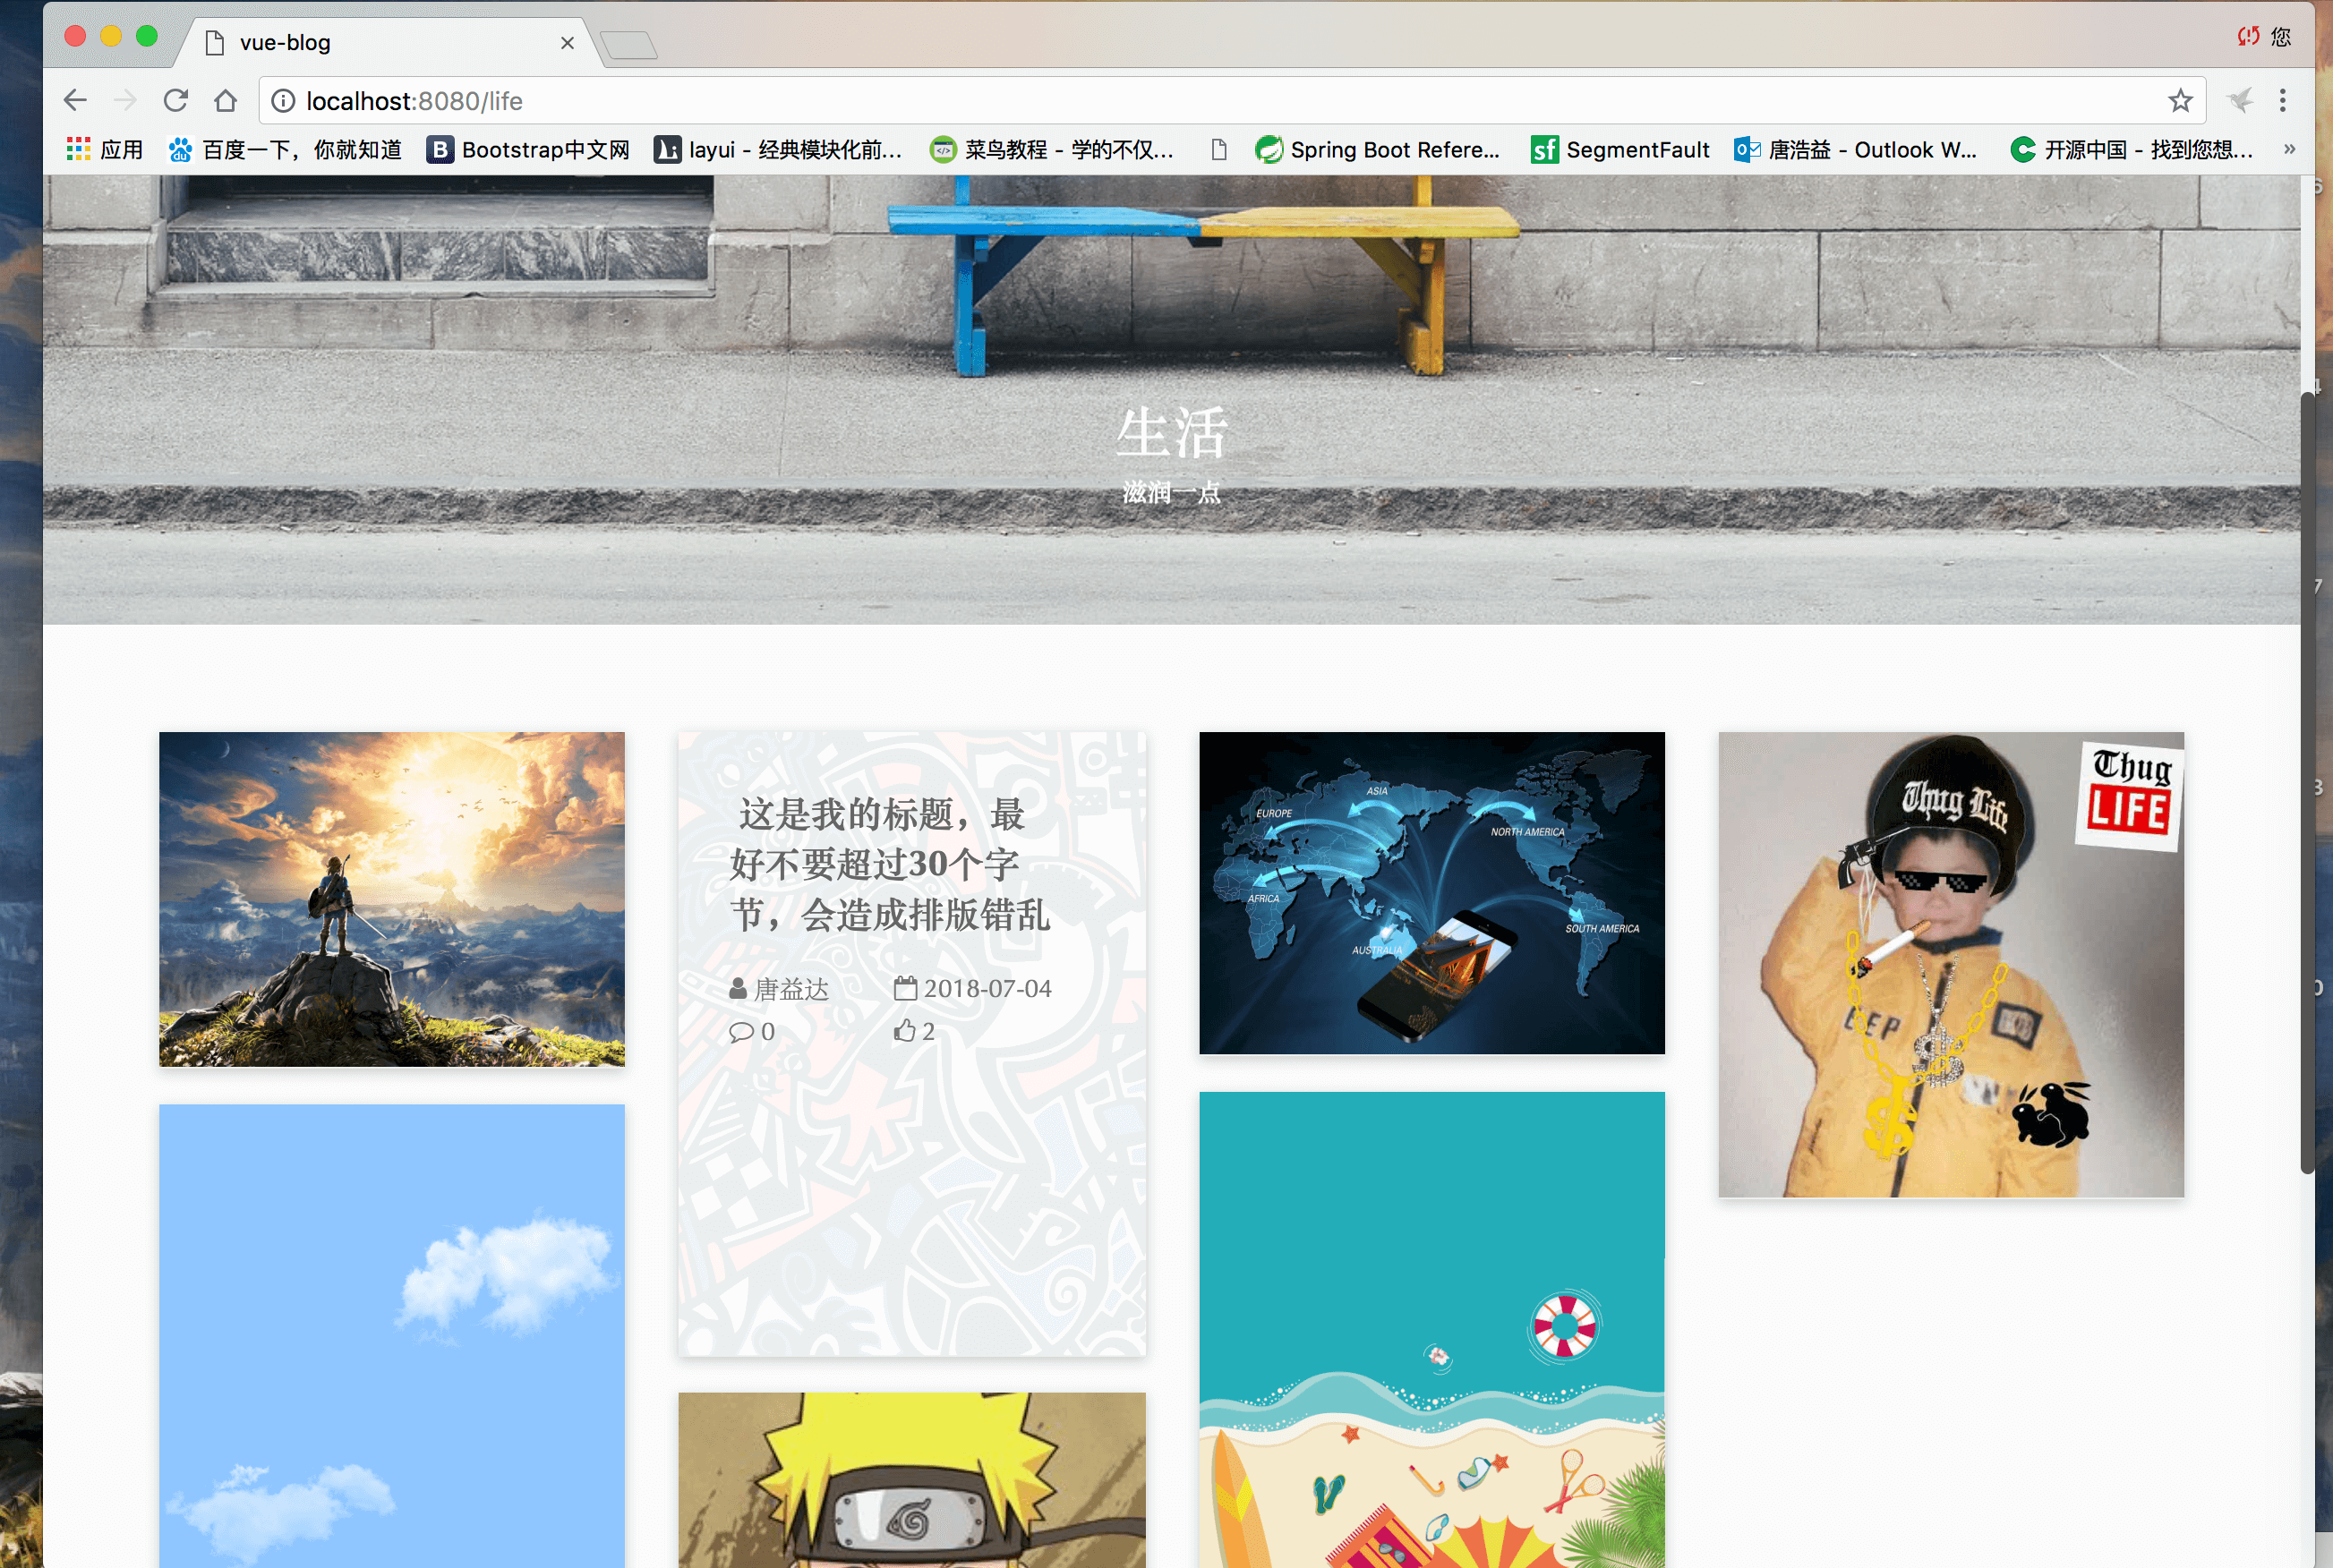 vue-blog
您
localhost:8080/life
应用
百度一下，你就知道
Bootstrap中文网
layui - 经典模块化前...
菜鸟教程 - 学的不仅...
Spring Boot Refere...
SegmentFault
唐浩益 - Outlook W...
开源中国 - 找到您想...
»
生活
滋润一点
这是我的标题，最
好不要超过30个字
节，会造成排版错乱
唐益达 2018-07-04
0 2
ASIA
EUROPE
NORTH AMERICA
AFRICA
SOUTH AMERICA
AUSTRALIA
Thug
LIFE
Thug Life